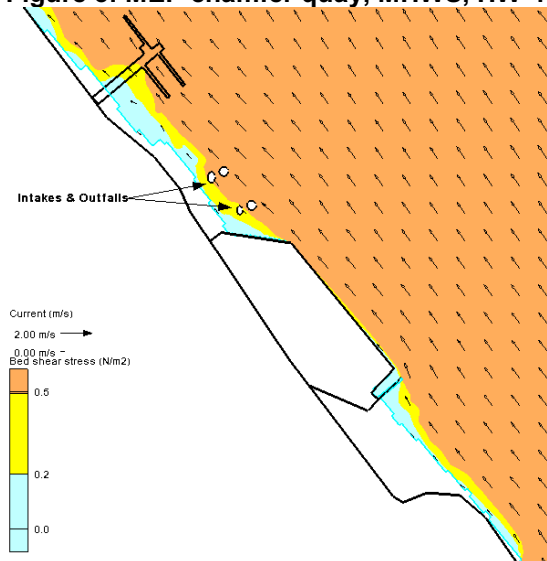 Intakes & Outfalls
Current (m/s)
2.00 m/s
0.00 m/s
Bed shear stress (N/m2)
0.5
0.2
0.0